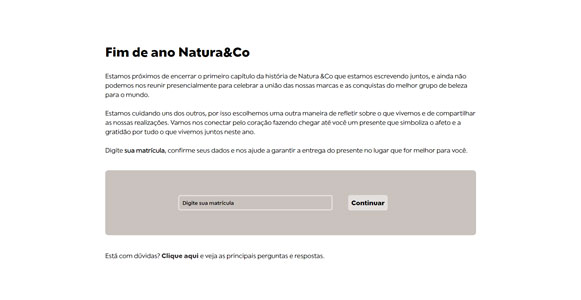 Fim de ano Natura&Co
Estamos próximos de encerrar o primeiro capítulo da história de Natura &Co que estamos escrevendo juntos, e ainda não
podemos nos reunir presencialmente para celebrar a união das nossas marcas e as conquistas do melhor grupo de beleza
para o mundo.
Estamos cuidando uns dos outros, por isso escolhemos uma outra maneira de refletir sobre o que vivemos e de compartilhar
as nossas realizações. Vamos nos conectar pelo coração fazendo chegar até você um presente que simboliza o afeto e a
gratidão por tudo o que vivemos juntos neste ano.
Digite sua matrícula, confirme seus dados e nos ajude a garantir a entrega do presente no lugar que for melhor para você.
Digite sua matrícula
Continuar
Está com dúvidas? Clique aqui e veja as principais perguntas e respostas.